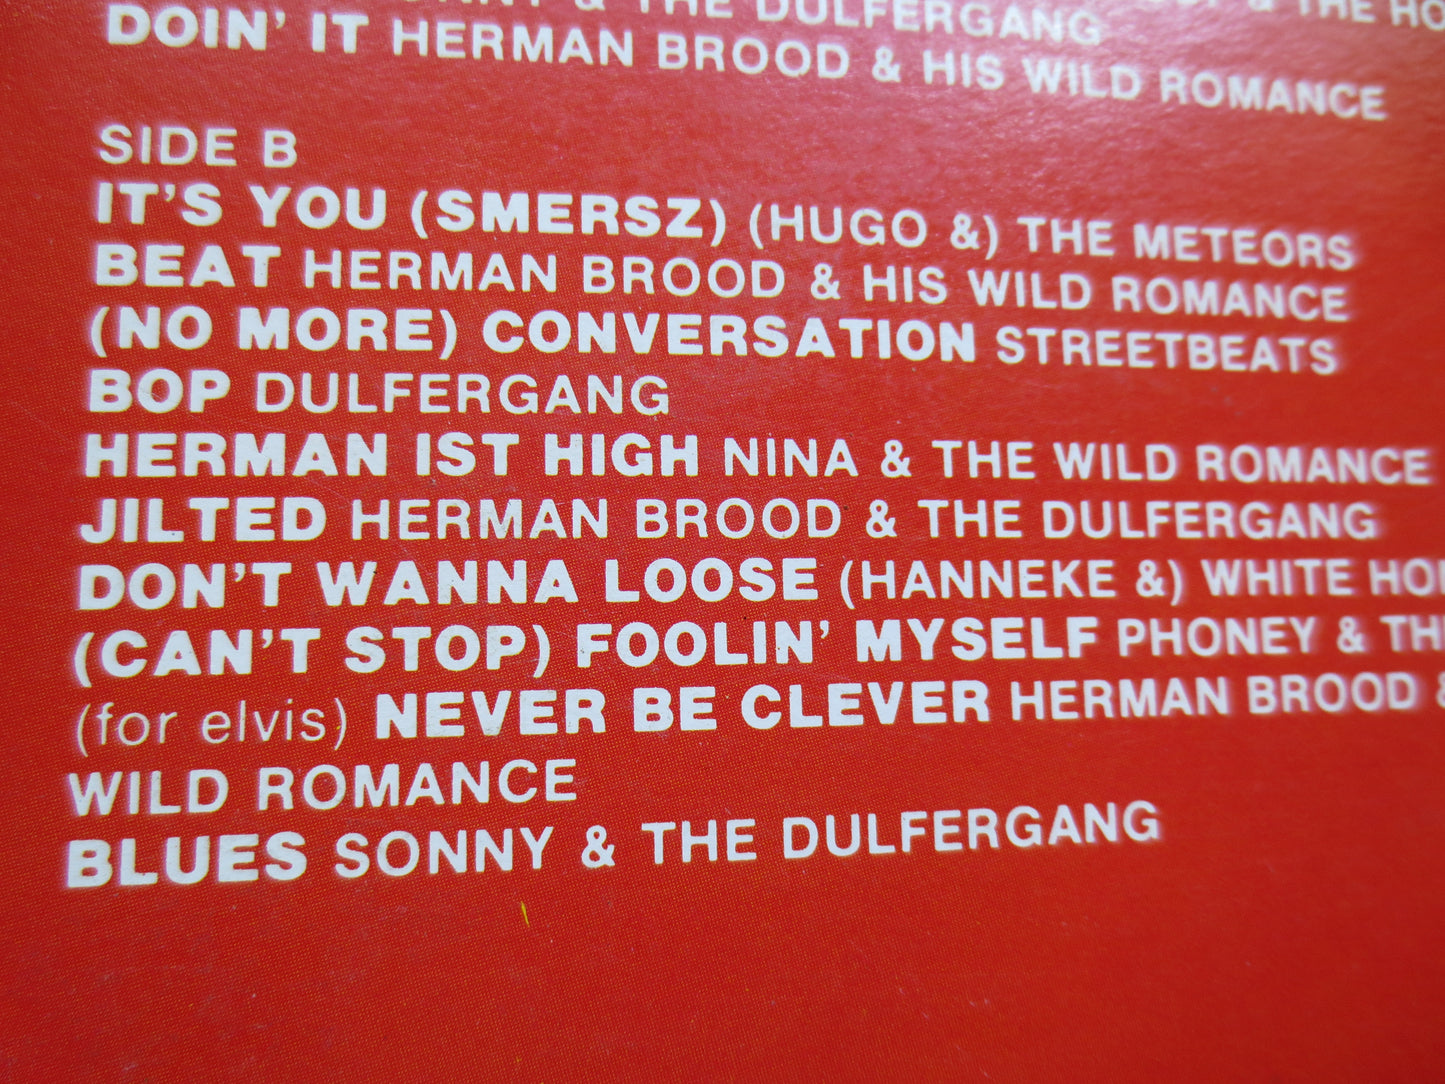 & THE DULFERGANG & THE
DOIN' IT HERMAN BROOD & HIS WILD ROMANCE
SIDE B
IT'S YOU (SMERSZ) (HUGO &) THE METEORS
BEAT HERMAN BROOD & HIS WILD ROMANCE
(NO MORE) CONVERSATION STREETBEATS
BOP DULFERGANG
HERMAN IST HIGH NINA & THE WILD ROMANCE
JILTED HERMAN BROOD & THE DULFERGANG
DON'T WANNA LOOSE (HANNEKE &) WHITE
(CAN'T STOP) FOOLIN' MYSELF PHONEY &
(for elvis) NEVER BE CLEVER HERMAN BROOD &
WILD ROMANCE
BLUES SONNY & THE DULFERGANG